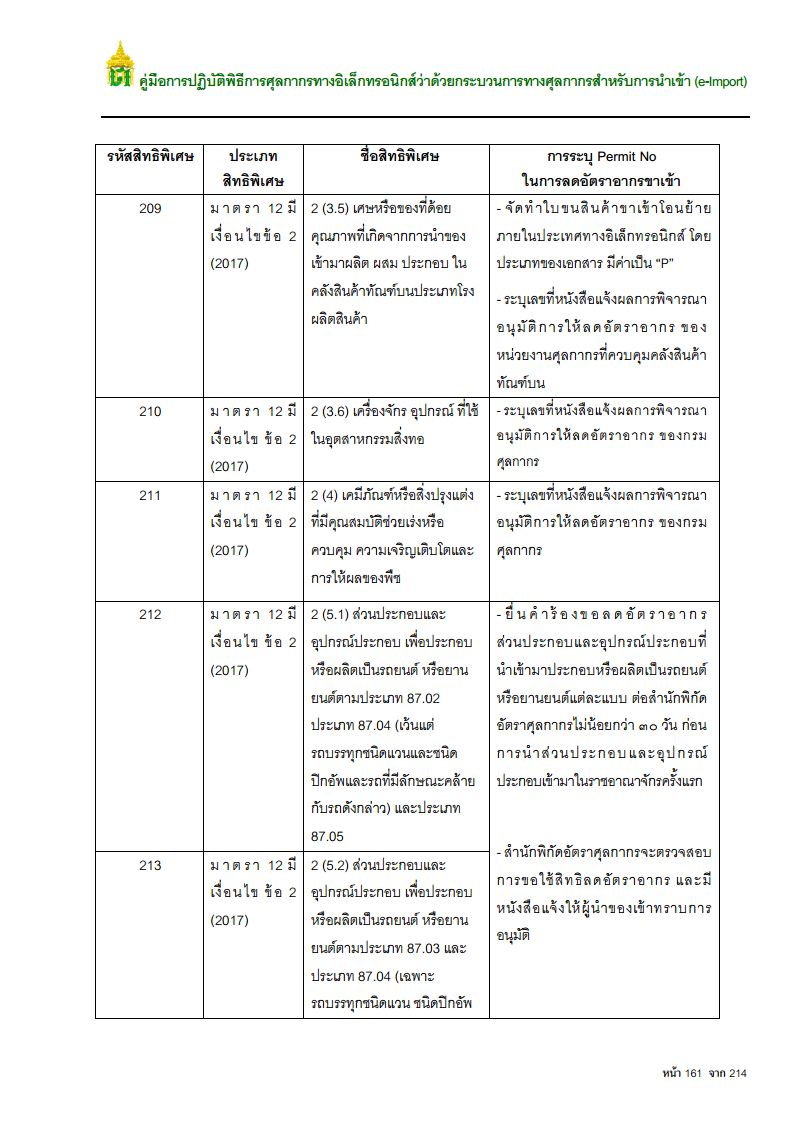 คู่มือการปฏิบัติพิธีการศุลกากรทางอิเล็กทรอนิกส์ว่าด้วยกระบวนการทางศุลกากรสำหรับการนำเข้า (e-Import)
รหัสสิทธิพิเศษ
ประเภท
สิทธิพิเศษ
ชื่อสิทธิพิเศษ
การระบุ Permit No
ในการลดอัตราอากรขาเข้า
209
มาตรา 12 มี
เงื่อนไขข้อ 2
(2017)
2 (3.5) เศษหรือของที่ด้อย
คุณภาพที่เกิดจากการนำของ
เข้ามาผลิต ผสม ประกอบ ใน
คลังสินค้าทัณฑ์บนประเภทโรง
ผลิตสินค้า
- จัดทำใบขนสินค้าขาเข้าโอนย้าย
ภายในประเทศทางอิเล็กทรอนิกส์ โดย
ประเภทของเอกสาร มีค่าเป็น “P”
- ระบุเลขที่หนังสือแจ้งผลการพิจารณา
อนุมัติการให้ลดอัตราอากร ของ
หน่วยงานศุลกากรที่ควบคุมคลังสินค้า
ทัณฑ์บน
210
มาตรา 12 มี
เงื่อนไข ข้อ 2
(2017)
2 (3.6) เครื่องจักร อุปกรณ์ ที่ใช้
ในอุตสาหกรรมสิ่งทอ
- ระบุเลขที่หนังสือแจ้งผลการพิจารณา
อนุมัติการให้ลดอัตราอากร ของกรม
ศุลกากร
211
มาตรา 12 มี
เงื่อนไข ข้อ 2
(2017)
2 (4) เคมีภัณฑ์หรือสิ่งปรุงแต่ง
ที่มีคุณสมบัติช่วยเร่งหรือ
ควบคุม ความเจริญเติบโตและ
การให้ผลของพืช
- ระบุเลขที่หนังสือแจ้งผลการพิจารณา
อนุมัติการให้ลดอัตราอากร ของกรม
ศุลกากร
212
มาตรา 12 มี
เงื่อนไข ข้อ 2
(2017)
2 (5.1) ส่วนประกอบและ
อุปกรณ์ประกอบ เพื่อประกอบ
หรือผลิตเป็นรถยนต์ หรือยาน
ยนต์ตามประเภท 87.02
ประเภท 87.04 (เว้นแต่
รถบรรทุกชนิดแวนและชนิด
ปิกอัพและรถที่มีลักษณะคล้าย
กับรถดังกล่าว) และประเภท
87.05
- ยื่นคำร้องขอลดอัตราอากร
ส่วนประกอบและอุปกรณ์ประกอบที่
นำเข้ามาประกอบหรือผลิตเป็นรถยนต์
หรือยานยนต์แต่ละแบบ ต่อสำนักพิกัด
อัตราศุลกากรไม่น้อยกว่า ๓๐ วัน ก่อน
การนำส่วนประกอบและอุปกรณ์
ประกอบเข้ามาในราชอาณาจักรครั้งแรก
- สำนักพิกัดอัตราศุลกากรจะตรวจสอบ
การขอใช้สิทธิลดอัตราอากร และมี
หนังสือแจ้งให้ผู้นำของเข้าทราบการ
อนุมัติ
213
มาตรา 12 มี
เงื่อนไข ข้อ 2
(2017)
2 (5.2) ส่วนประกอบและ
อุปกรณ์ประกอบ เพื่อประกอบ
หรือผลิตเป็นรถยนต์ หรือยาน
ยนต์ตามประเภท 87.03 และ
ประเภท 87.04 (เฉพาะ
รถบรรทุกชนิดแวน ชนิดปิกอัพ
หน้า 161 จาก 214